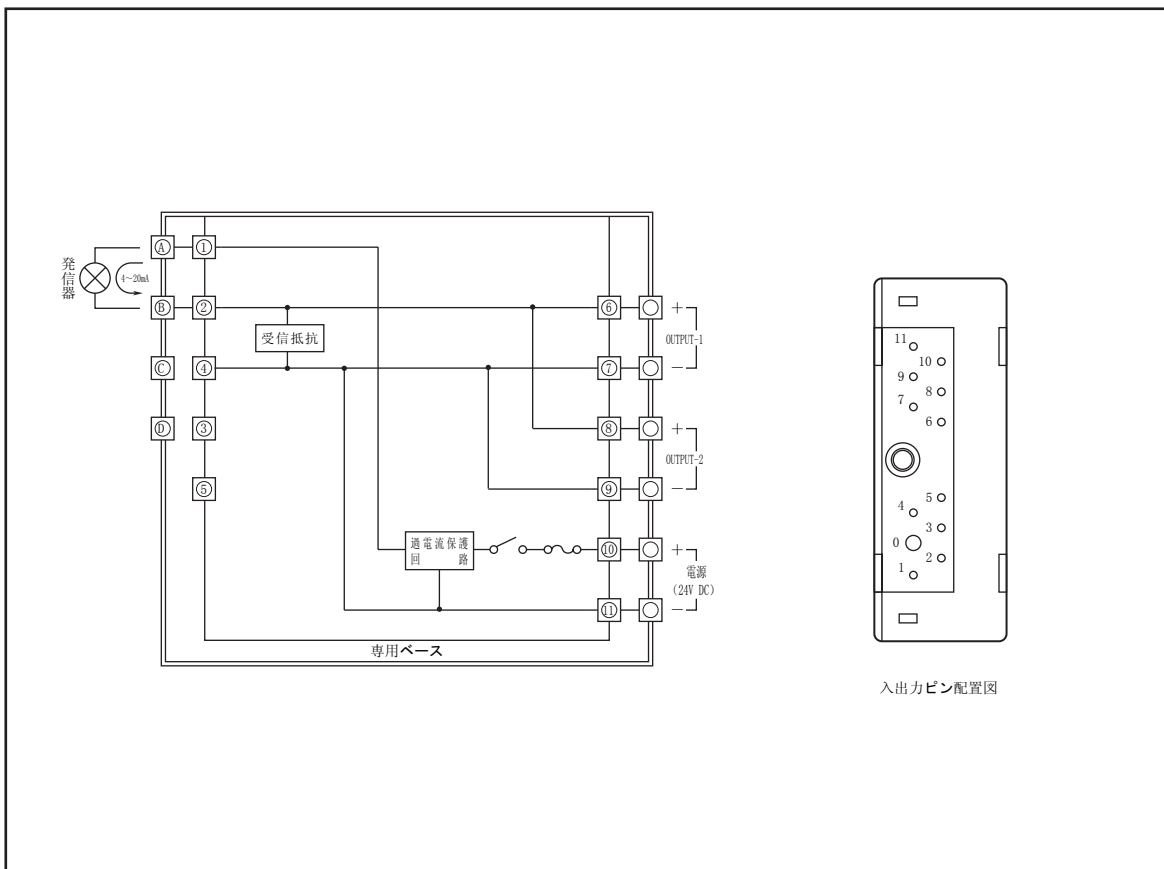 発信器
4～20mA
Ⓐ ①
Ⓑ ②
Ⓒ ④
Ⓓ ③
⑤
受信抵抗
過電流保護
回路
⑥ ＋
OUTPUT-1
⑦ －
⑧ ＋
OUTPUT-2
⑨ －
⑩ ＋
電源
(24V DC)
⑪ －
専用ベース
11
10
9
8
7
6
5
4
3
0
2
1
入出力ピン配置図